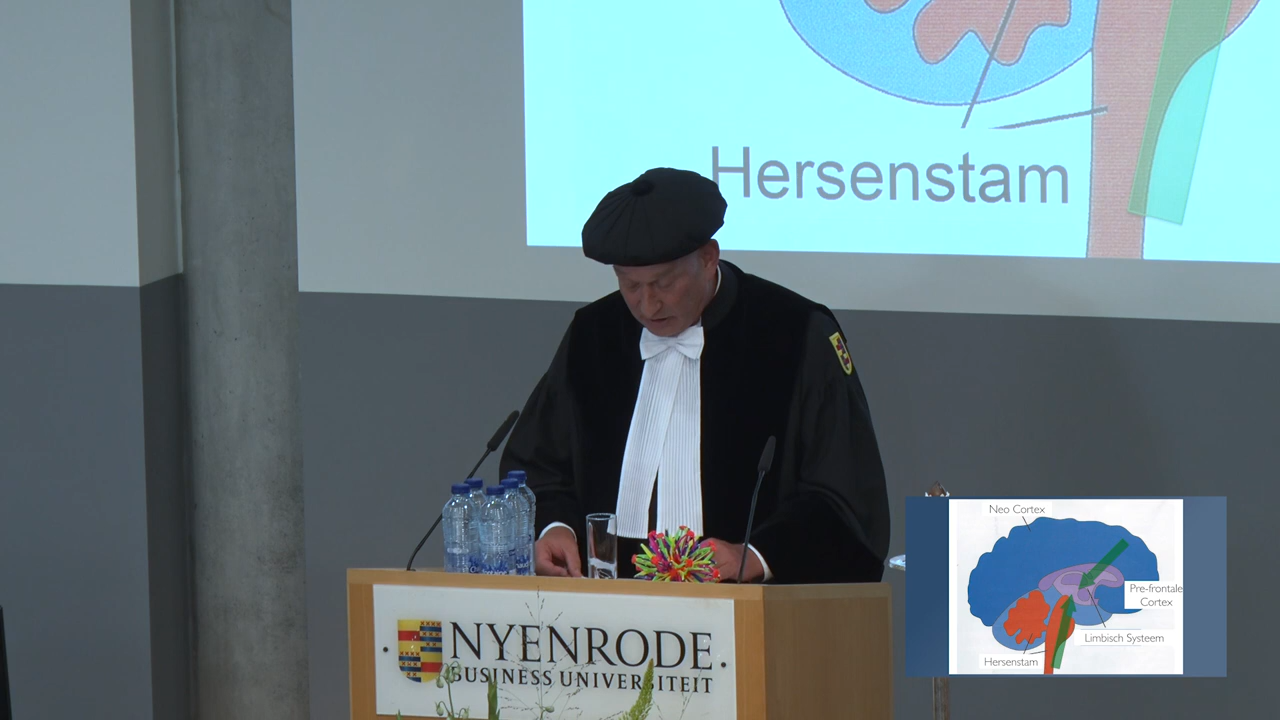 Hersenstam
NYENRODE
BUSINESS UNIVERSITEIT
Neo Cortex
Pre-frontale
Cortex
Limbisch Systeem
Hersenstam